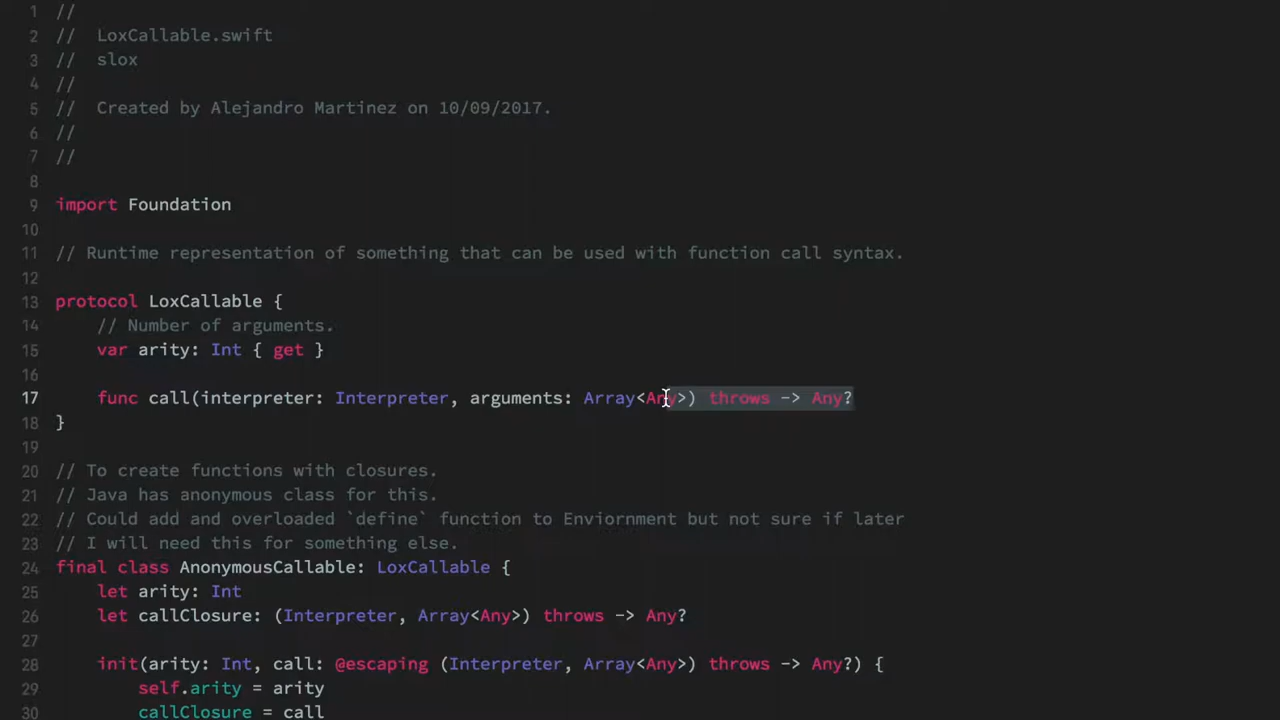 1 //
2 //  LoxCallable.swift
3 //  slox
4 //
5 //  Created by Alejandro Martinez on 10/09/2017.
6 //
7 //
8
9 import Foundation
10
11 // Runtime representation of something that can be used with function call syntax.
12
13 protocol LoxCallable {
14     // Number of arguments.
15     var arity: Int { get }
16
17     func call(interpreter: Interpreter, arguments: Array<Any>) throws -> Any?
18 }
19
20 // To create functions with closures.
21 // Java has anonymous class for this.
22 // Could add and overloaded `define` function to Enviornment but not sure if later
23 // I will need this for something else.
24 final class AnonymousCallable: LoxCallable {
25     let arity: Int
26     let callClosure: (Interpreter, Array<Any>) throws -> Any?
27
28     init(arity: Int, call: @escaping (Interpreter, Array<Any>) throws -> Any?) {
29         self.arity = arity
30         callClosure = call